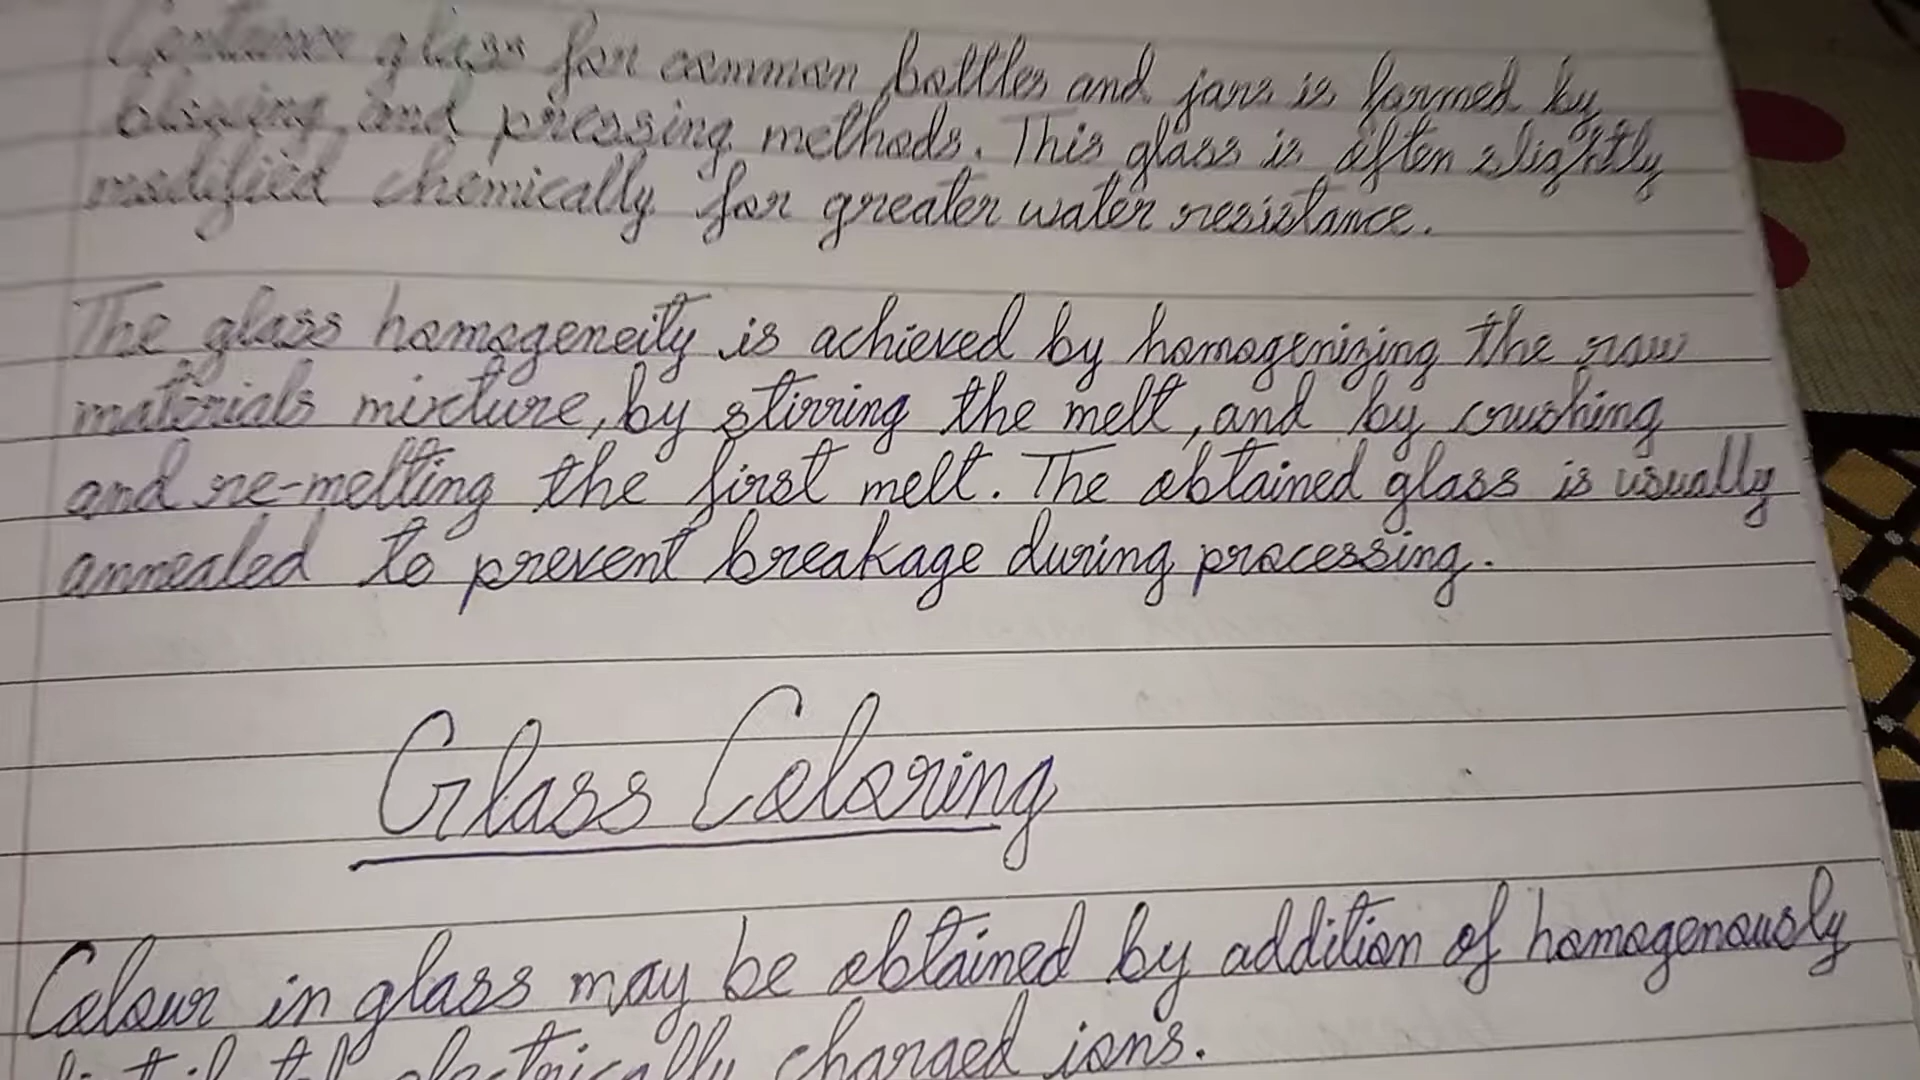 Container glass for common bottles and jars is formed by
blowing and pressing methods. This glass is often slightly
modified chemically for greater water resistance.
The glass homogeneity is achieved by homogenizing the raw
materials mixture, by stirring the melt, and by crushing
and re-melting the first melt. The obtained glass is usually
annealed to prevent breakage during processing.
Glass Coloring
Colour in glass may be obtained by addition of homogenously
electrically charged ions.